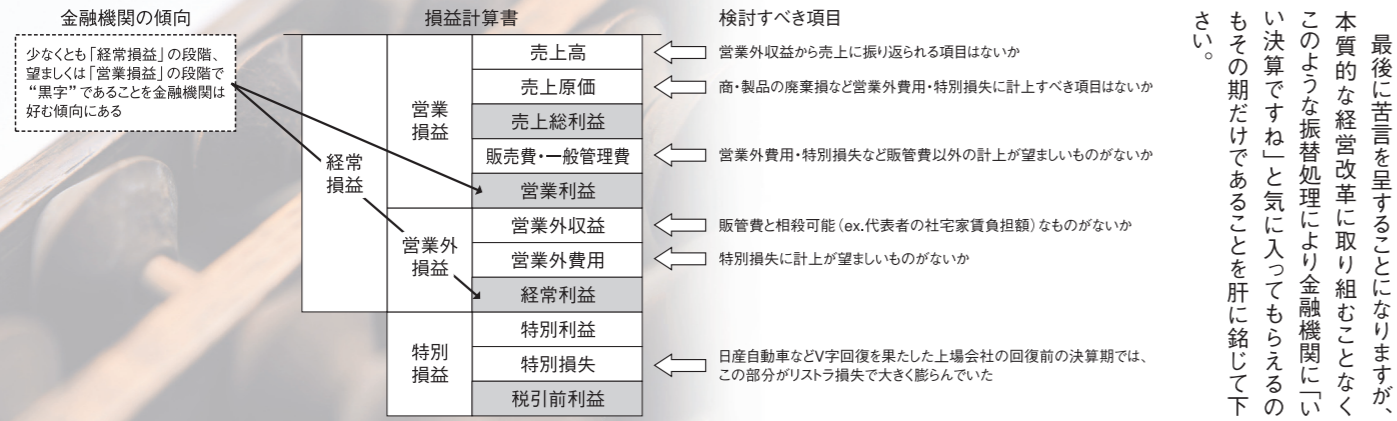 金融機関の傾向
少なくとも「経常損益」の段階、
望ましくは「営業損益」の段階で
“黒字”であることを金融機関は
好む傾向にある
損益計算書
経常
損益
営業
損益
売上高
売上原価
売上総利益
販売費・一般管理費
営業利益
営業外
損益
営業外収益
営業外費用
経常利益
特別
損益
特別利益
特別損失
税引前利益
検討すべき項目
営業外収益から売上に振り返られる項目はないか
商・製品の廃棄損など営業外費用・特別損失に計上すべき項目はないか
営業外費用・特別損失など販管費以外の計上が望ましいものがないか
販管費と相殺可能（ex.代表者の社宅家賃負担額）なものがないか
特別損失に計上が望ましいものがないか
日産自動車などV字回復を果たした上場会社の回復前の決算期では、
この部分がリストラ損失で大きく膨らんでいた
最後に苦言を呈することになりますが、
本質的な経営改革に取り組むことなく
このような振替処理により金融機関に「い
い決算ですね」と気に入ってもらえるの
もその期だけであることを肝に銘じて下
さい。